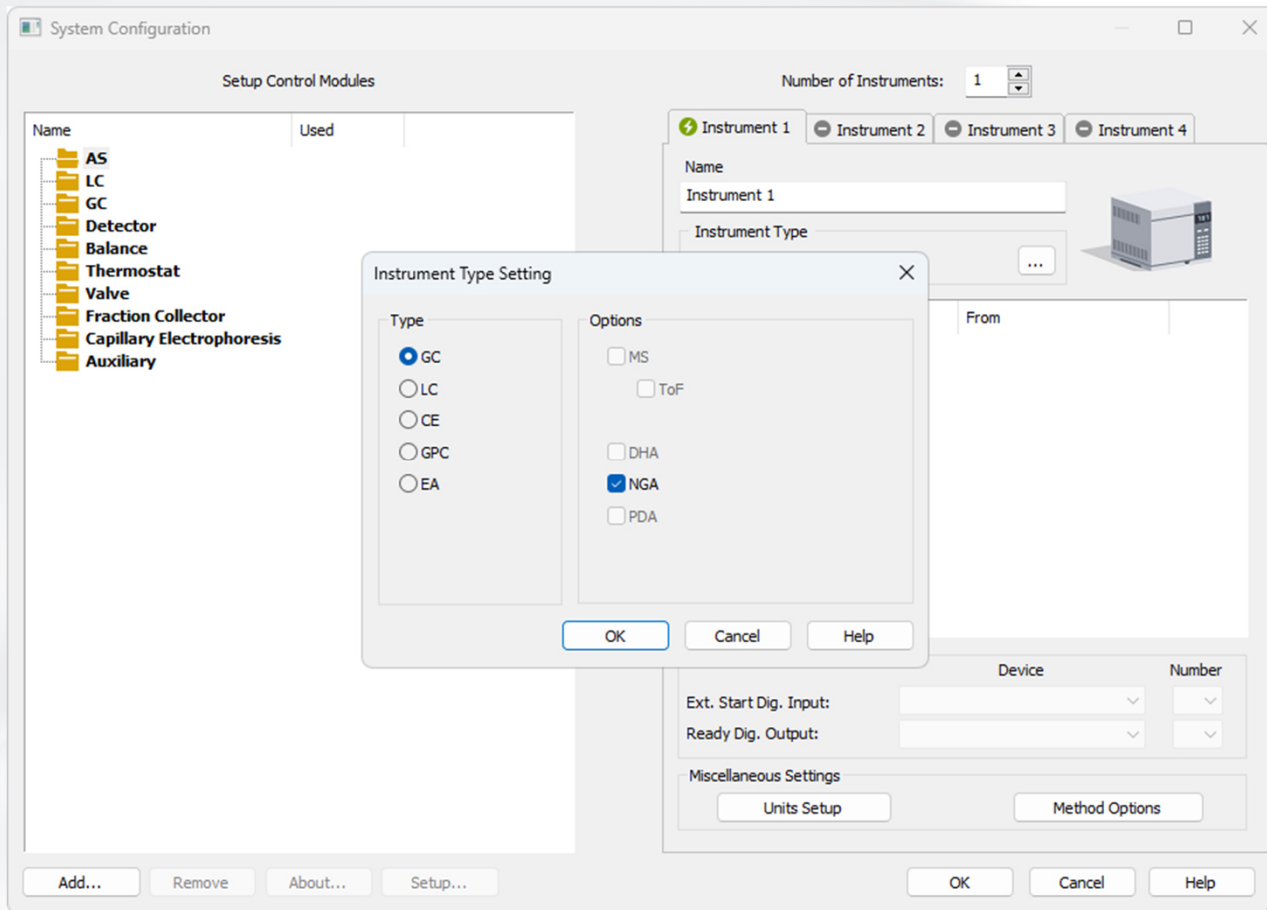 System Configuration
Setup Control Modules
Number of Instruments: 1
Name Used
AS
LC
GC
Detector
Balance
Thermostat
Valve
Fraction Collector
Capillary Electrophoresis
Auxiliary
Instrument 1 Instrument 2 Instrument 3 Instrument 4
Name
Instrument 1
Instrument Type
...
From
Instrument Type Setting
Type
GC
LC
CE
GPC
EA
Options
MS
ToF
DHA
NGA
PDA
OK Cancel Help
Device Number
Ext. Start Dig. Input:
Ready Dig. Output:
Miscellaneous Settings
Units Setup Method Options
Add... Remove About... Setup... OK Cancel Help